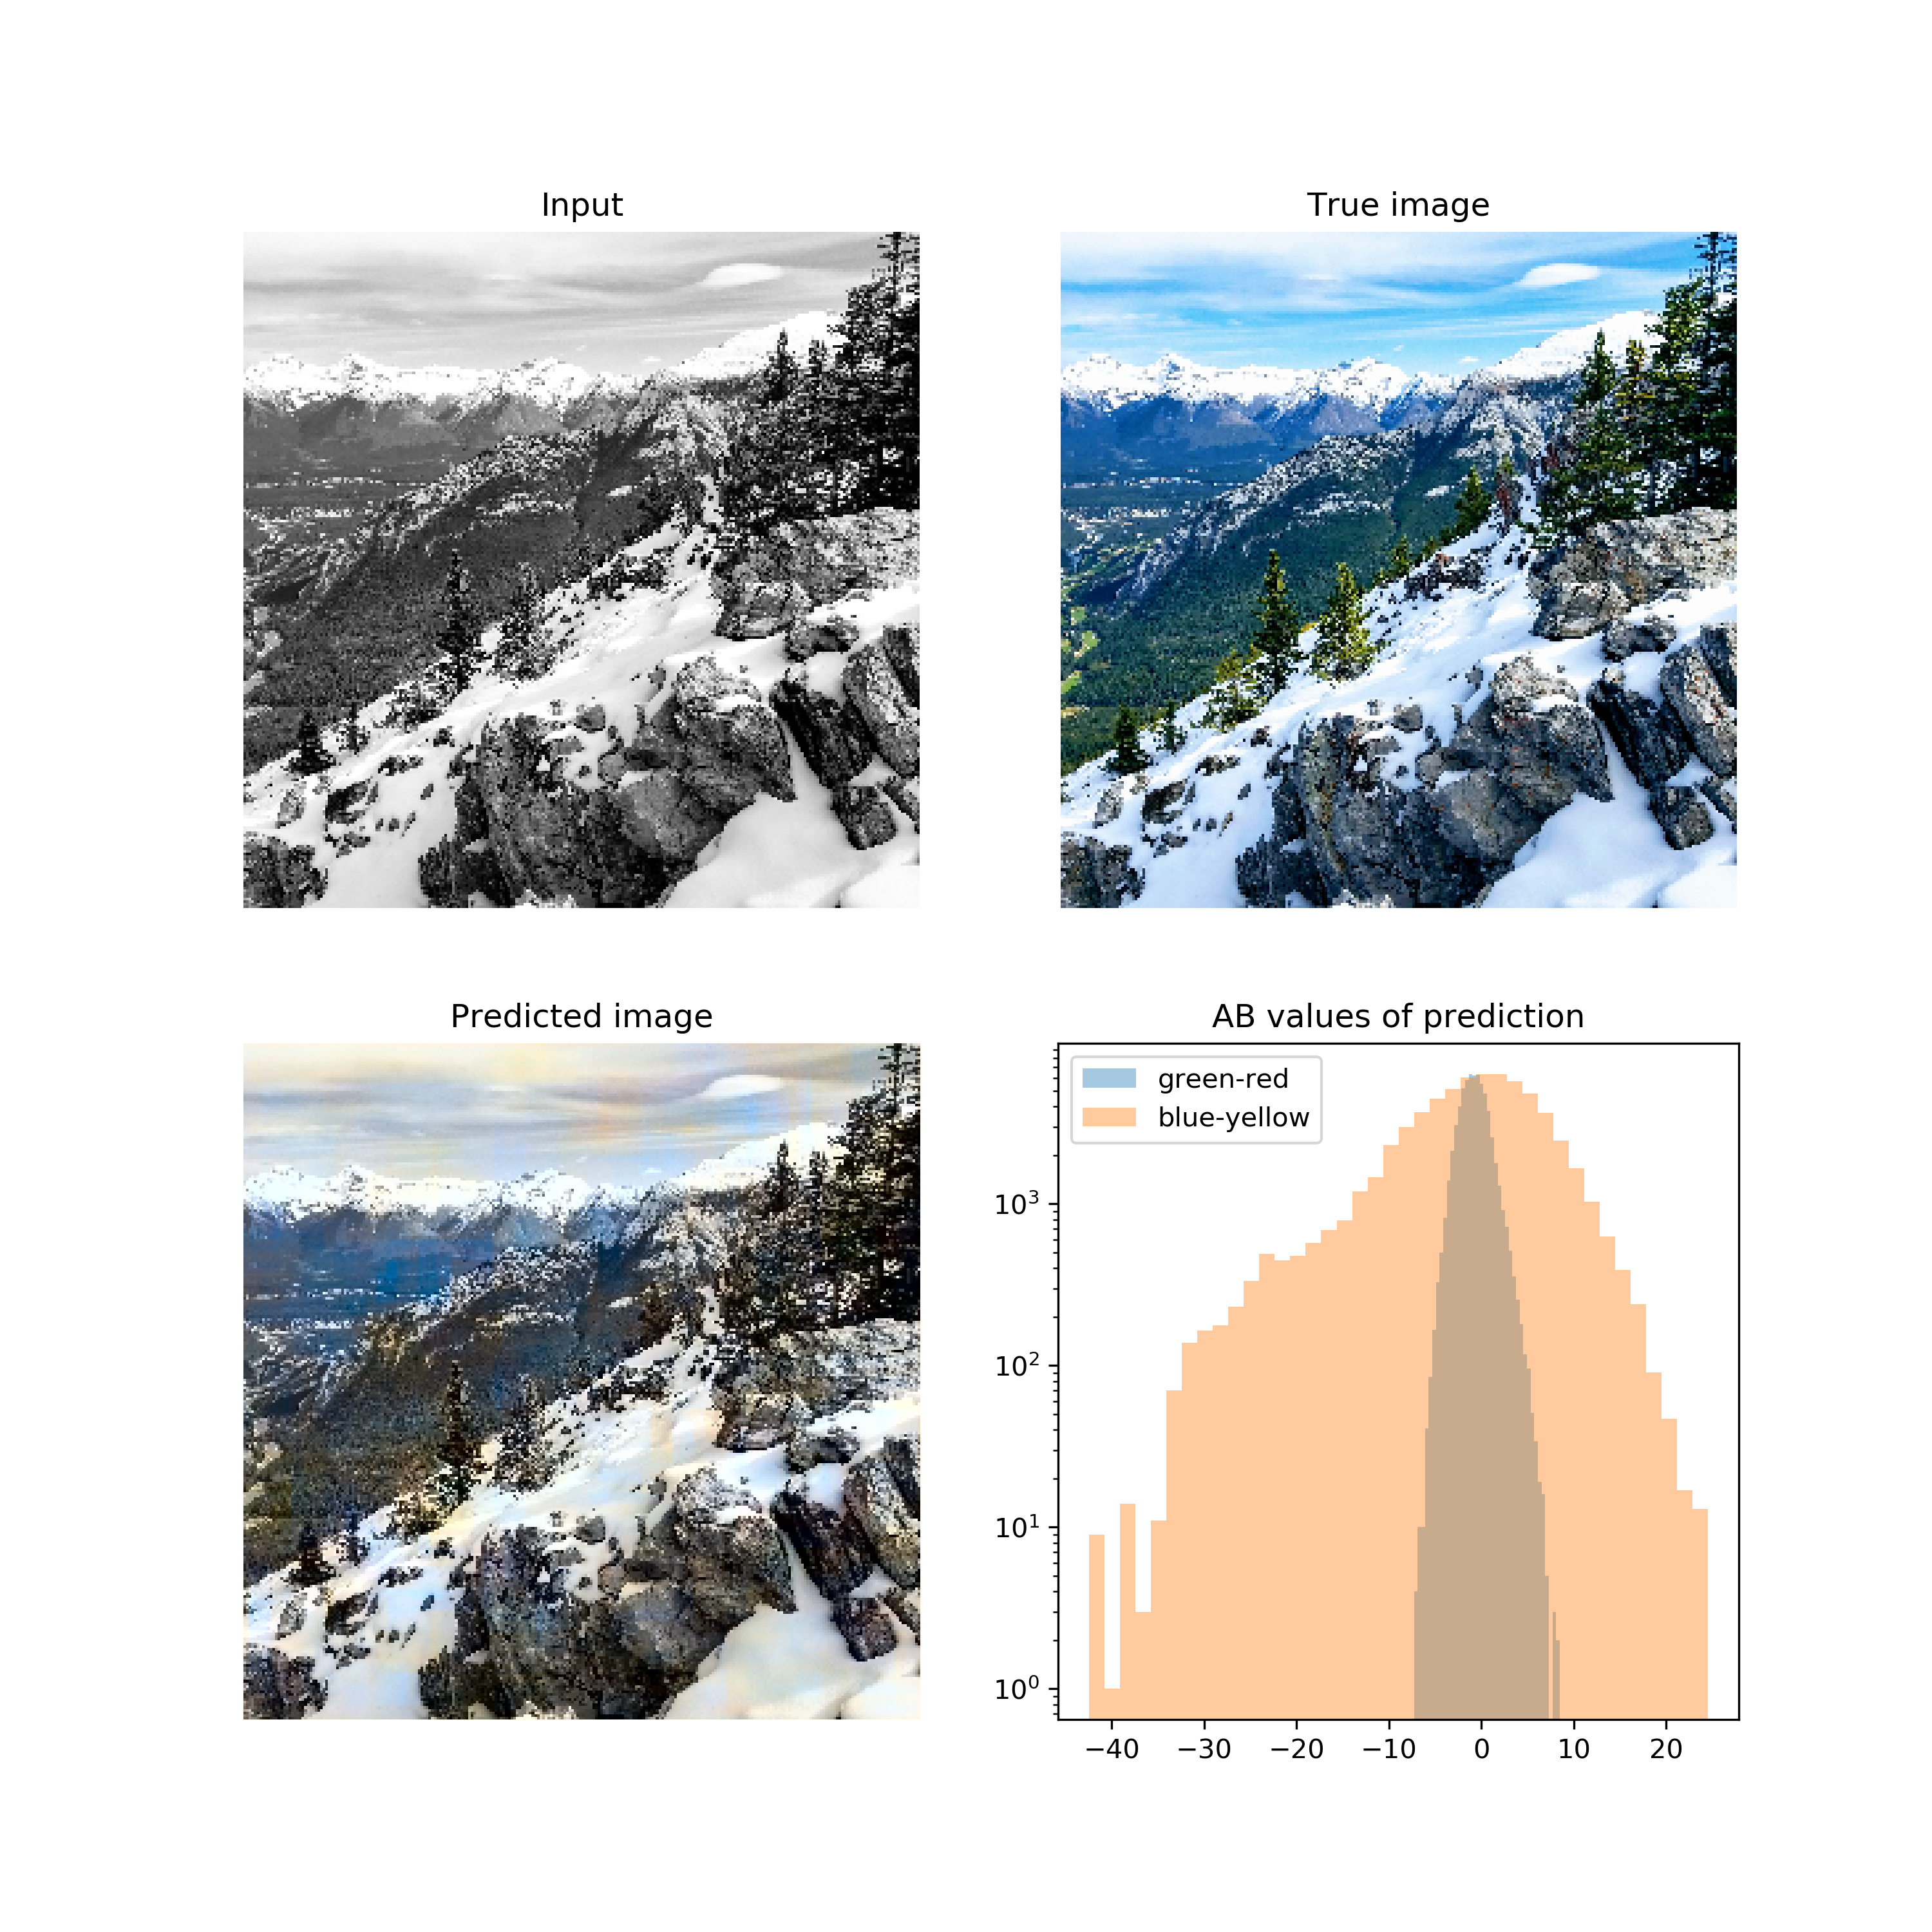 Input
True image
Predicted image
AB values of prediction
green-red
blue-yellow
10³
10²
10¹
10⁰
−40 −30 −20 −10 0 10 20